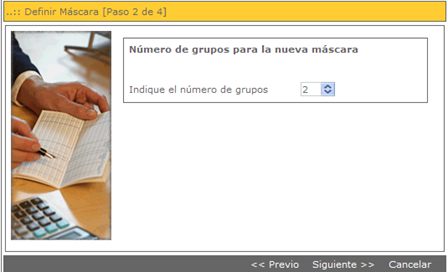 ..:: Definir Máscara [Paso 2 de 4]
Número de grupos para la nueva máscara
Indique el número de grupos 2
<< Previo Siguiente >> Cancelar